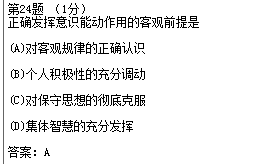 第24题 （1分）
正确发挥意识能动作用的客观前提是
(A)对客观规律的正确认识
(B)个人积极性的充分调动
(C)对保守思想的彻底克服
(D)集体智慧的充分发挥
答案: A